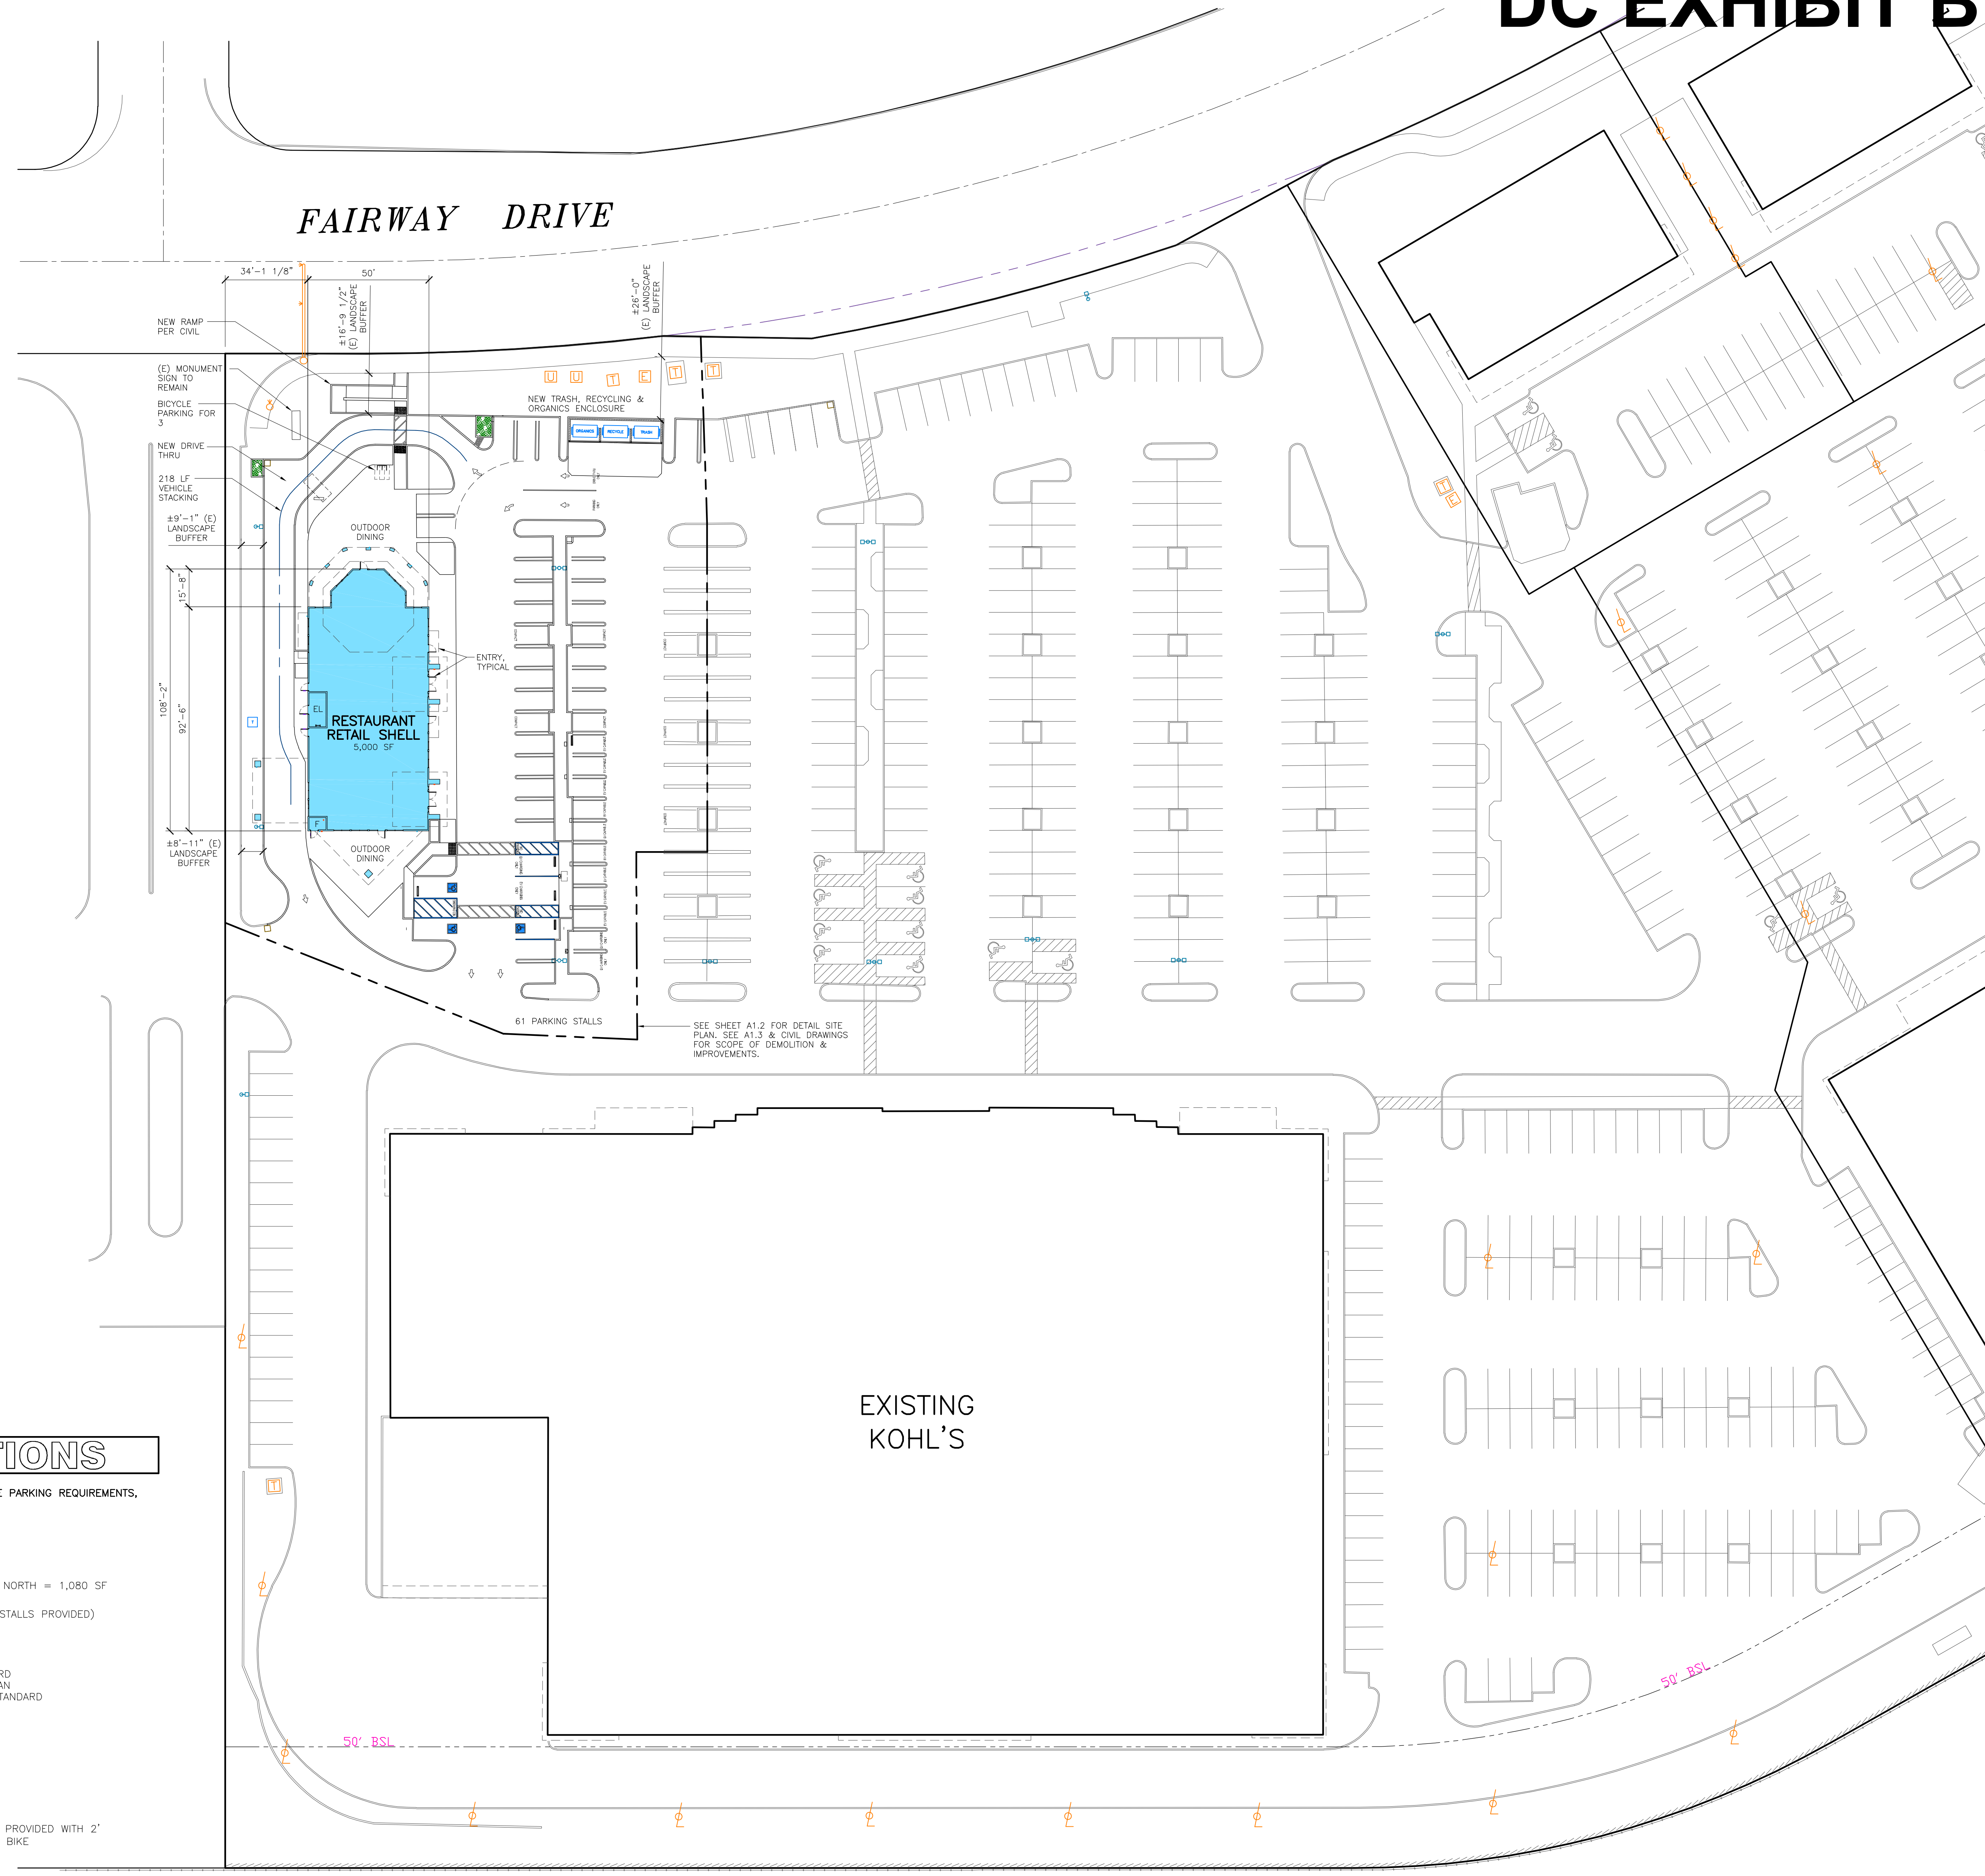 DC EXHIBIT B
FAIRWAY DRIVE
34'-1 1/8"
50'
±16'-9 1/2"
(E) LANDSCAPE
BUFFER
±26'-0"
(E) LANDSCAPE
BUFFER
NEW RAMP
PER CIVIL
(E) MONUMENT
SIGN TO
REMAIN
BICYCLE
PARKING FOR
3
NEW DRIVE
THRU
218 LF
VEHICLE
STACKING
±9'-1" (E)
LANDSCAPE
BUFFER
U
U
T
E
T
T
NEW TRASH, RECYCLING &
ORGANICS ENCLOSURE
ORGANICS
RECYCLE
TRASH
OUTDOOR
DINING
15'-8"
108'-2"
92'-6"
ENTRY,
TYPICAL
EL
RESTAURANT
RETAIL SHELL
5,000 SF
F
±8'-11" (E)
LANDSCAPE
BUFFER
OUTDOOR
DINING
T
E
61 PARKING STALLS
SEE SHEET A1.2 FOR DETAIL SITE
PLAN. SEE A1.3 & CIVIL DRAWINGS
FOR SCOPE OF DEMOLITION &
IMPROVEMENTS.
EXISTING
KOHL'S
TIONS
E PARKING REQUIREMENTS,
T
NORTH = 1,080 SF
STALLS PROVIDED)
RD
AN
TANDARD
50' BSL
50' BSL
PROVIDED WITH 2'
BIKE